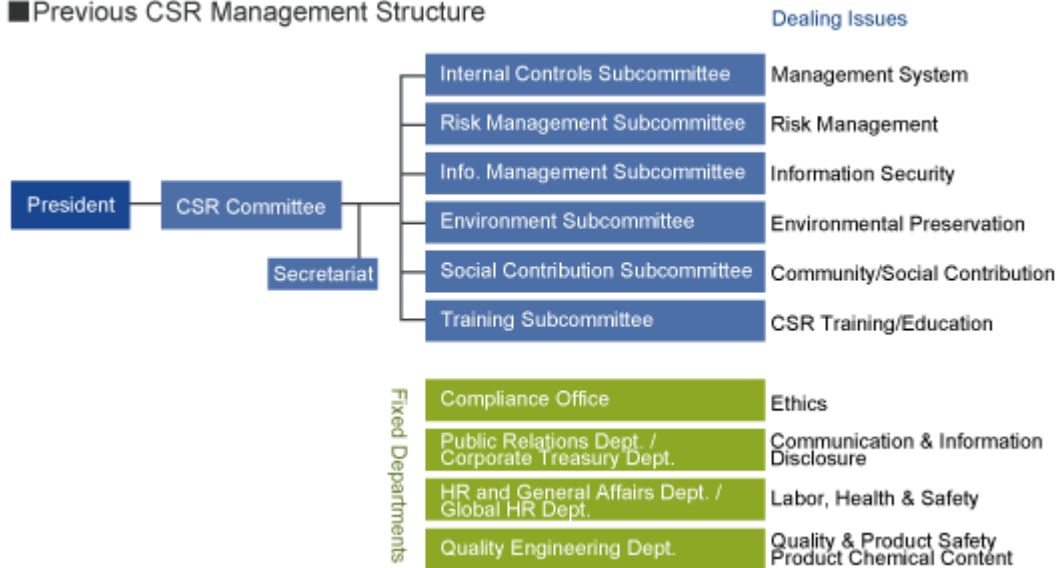 ■Previous CSR Management Structure
Dealing Issues
President
CSR Committee
Secretariat
Internal Controls Subcommittee
Management System
Risk Management Subcommittee
Risk Management
Info. Management Subcommittee
Information Security
Environment Subcommittee
Environmental Preservation
Social Contribution Subcommittee
Community/Social Contribution
Training Subcommittee
CSR Training/Education
Fixed Departments
Compliance Office
Ethics
Public Relations Dept. /
Corporate Treasury Dept.
Communication & Information
Disclosure
HR and General Affairs Dept. /
Global HR Dept.
Labor, Health & Safety
Quality Engineering Dept.
Quality & Product Safety
Product Chemical Content